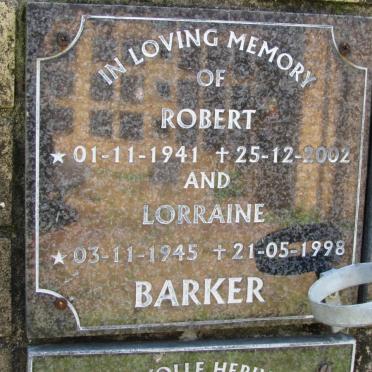 IN LOVING MEMORY
OF
ROBERT
★ 01-11-1941 ✝ 25-12-2002
AND
LORRAINE
★ 03-11-1945 ✝ 21-05-1998
BARKER